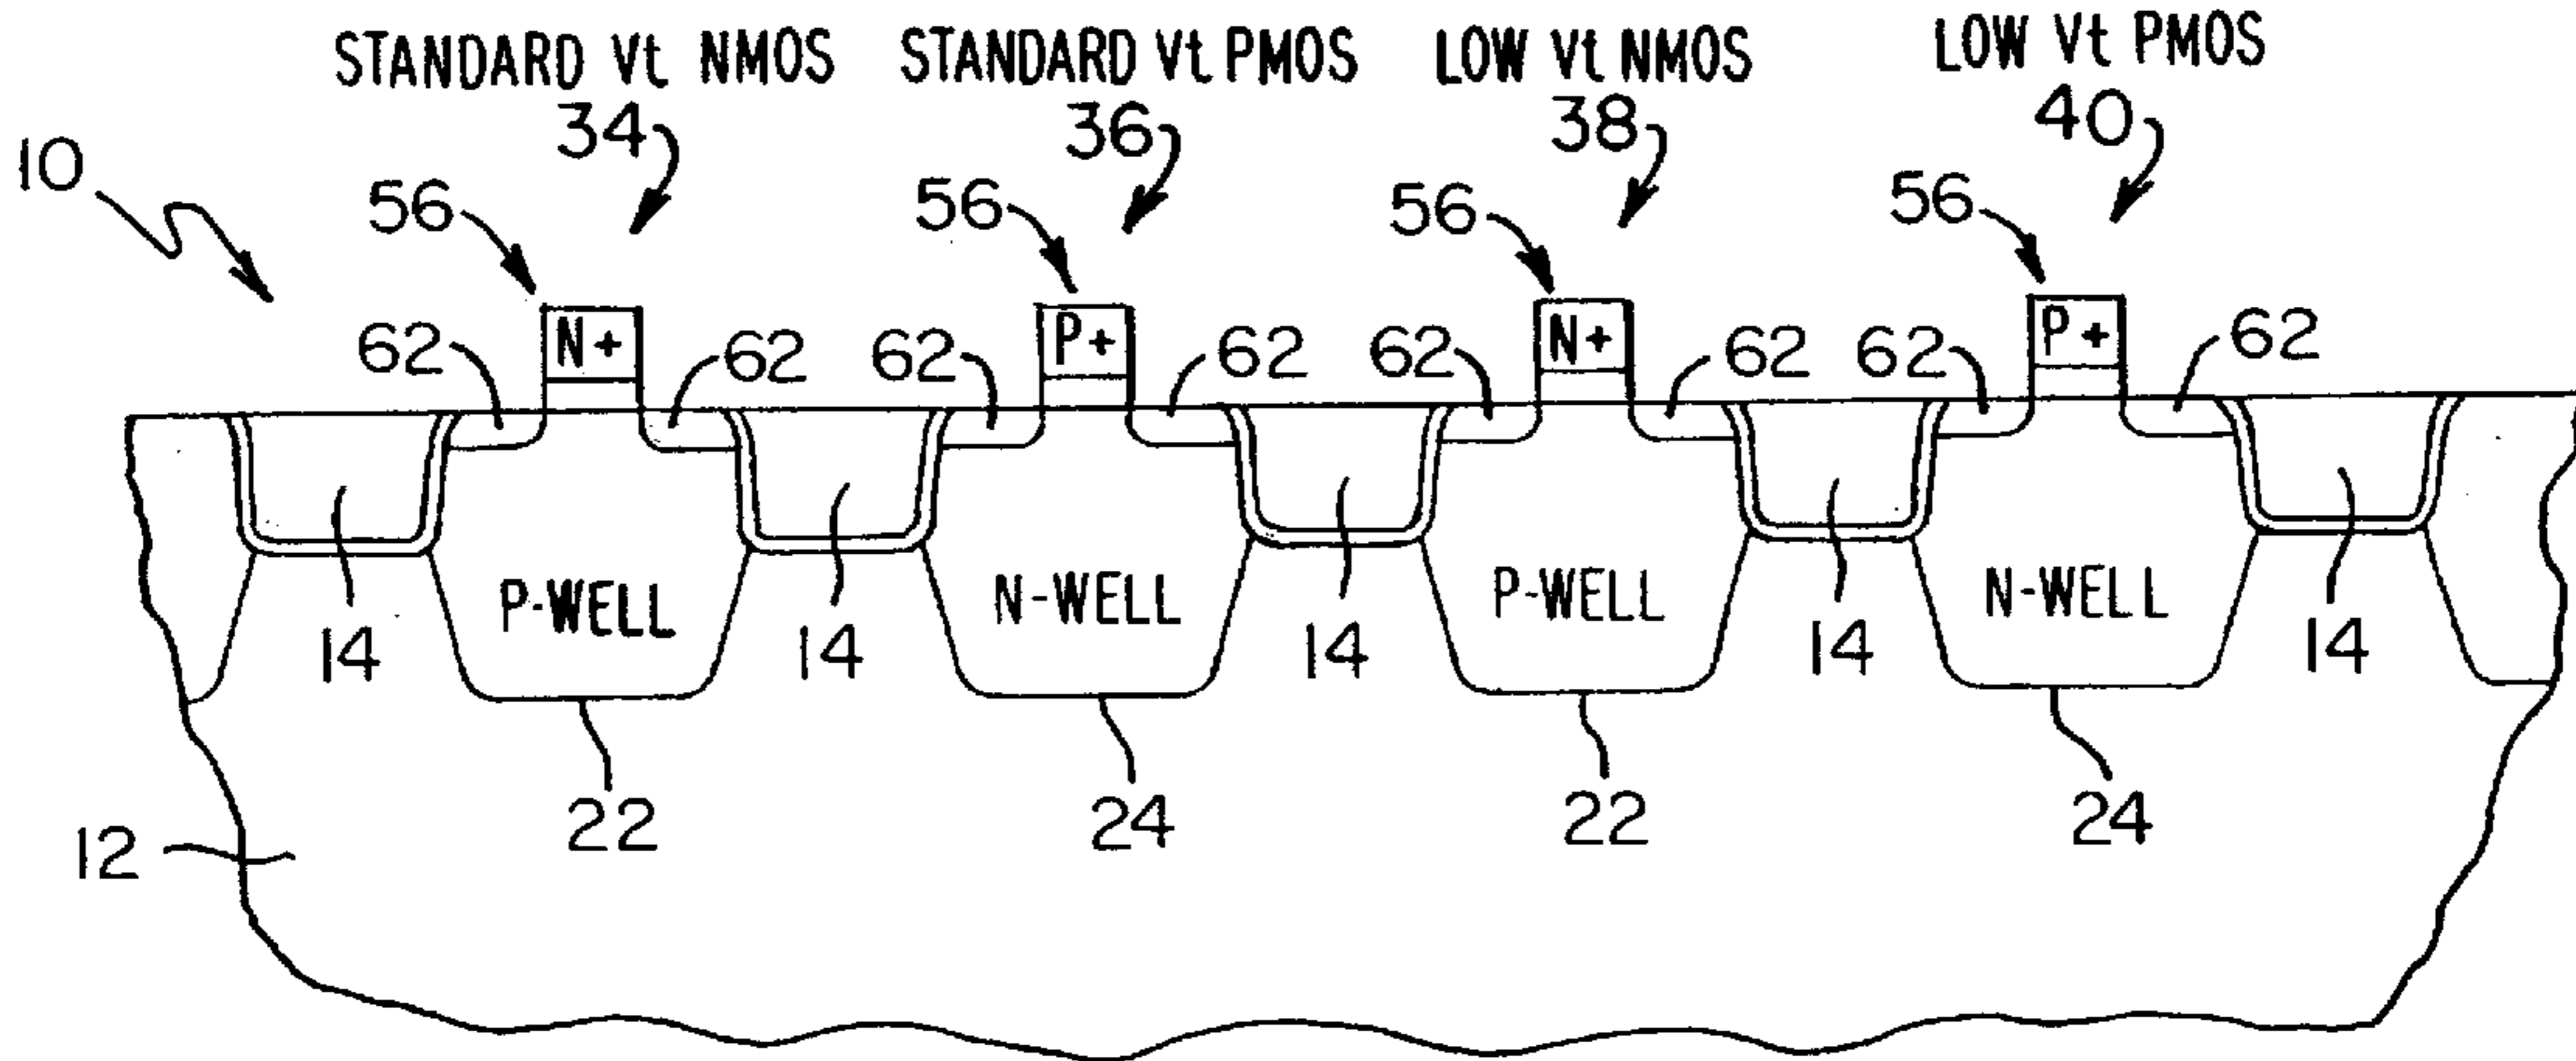 STANDARD Vt NMOS STANDARD Vt PMOS LOW Vt NMOS LOW Vt PMOS
34 36 38 40
10 56 56 56 56
62 N+ 62 62 P+ 62 62 N+ 62 62 P+ 62
P-WELL N-WELL P-WELL N-WELL
14 14 14 14 14
12 22 24 22 24